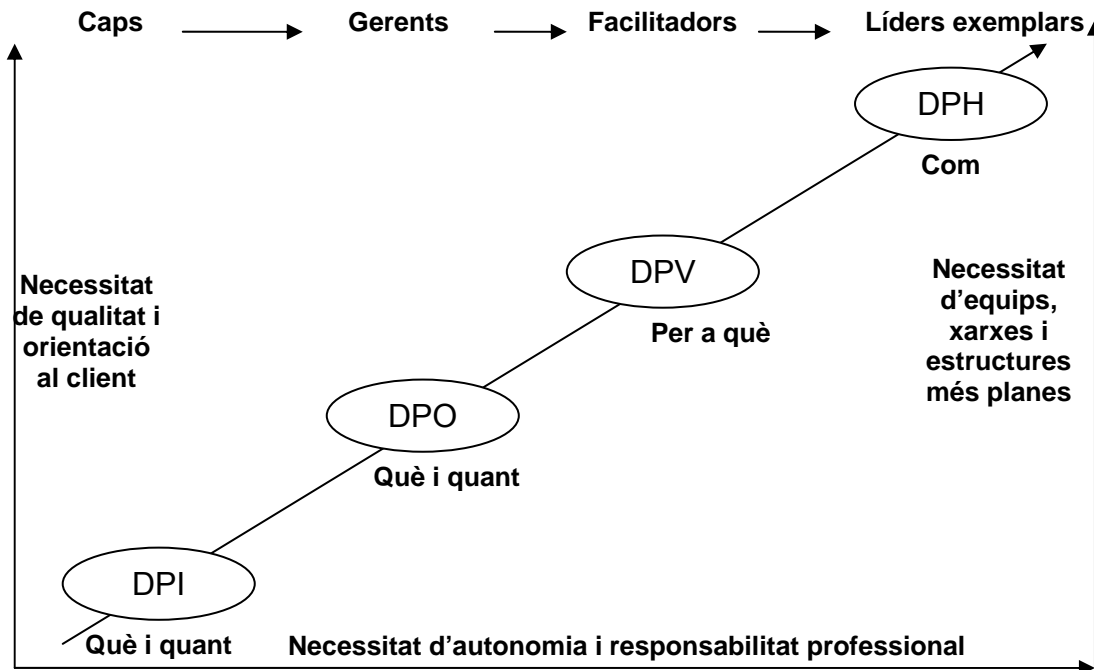 Caps Gerents Facilitadors Líders exemplars
DPH
Com
DPV
Per a què
Necessitat
de qualitat i
orientació
al client
Necessitat
d’equips,
xarxes i
estructures
més planes
DPO
Què i quant
DPI
Què i quant
Necessitat d’autonomia i responsabilitat professional